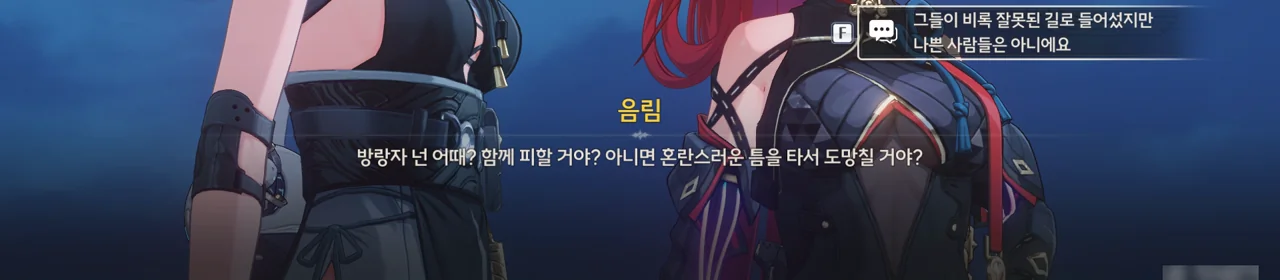 그들이 비록 잘못된 길로 들어섰지만
F
나쁜 사람들은 아니에요
음림
방랑자 넌 어때? 함께 피할 거야? 아니면 혼란스러운 틈을 타서 도망칠 거야?